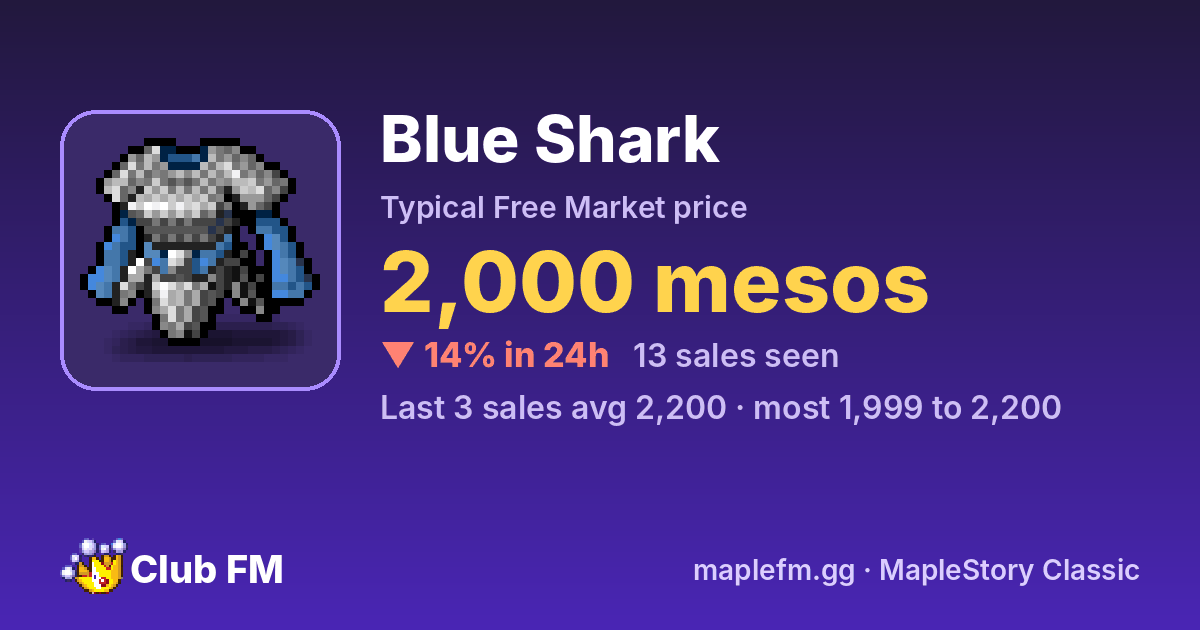 Blue Shark
Typical Free Market price
2,000 mesos
▼ 14% in 24h 13 sales seen
Last 3 sales avg 2,200 · most 1,999 to 2,200
Club FM
maplefm.gg · MapleStory Classic